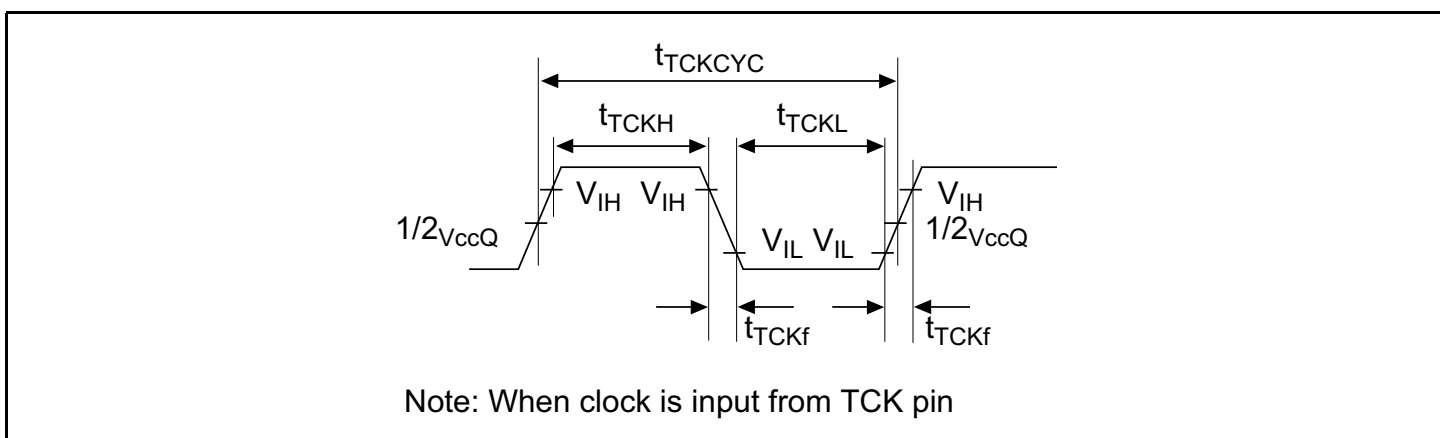 tTCKCYC
tTCKH tTCKL
VIH VIH VIH
1/2VccQ 1/2VccQ
VIL VIL
tTCKf tTCKf
Note: When clock is input from TCK pin